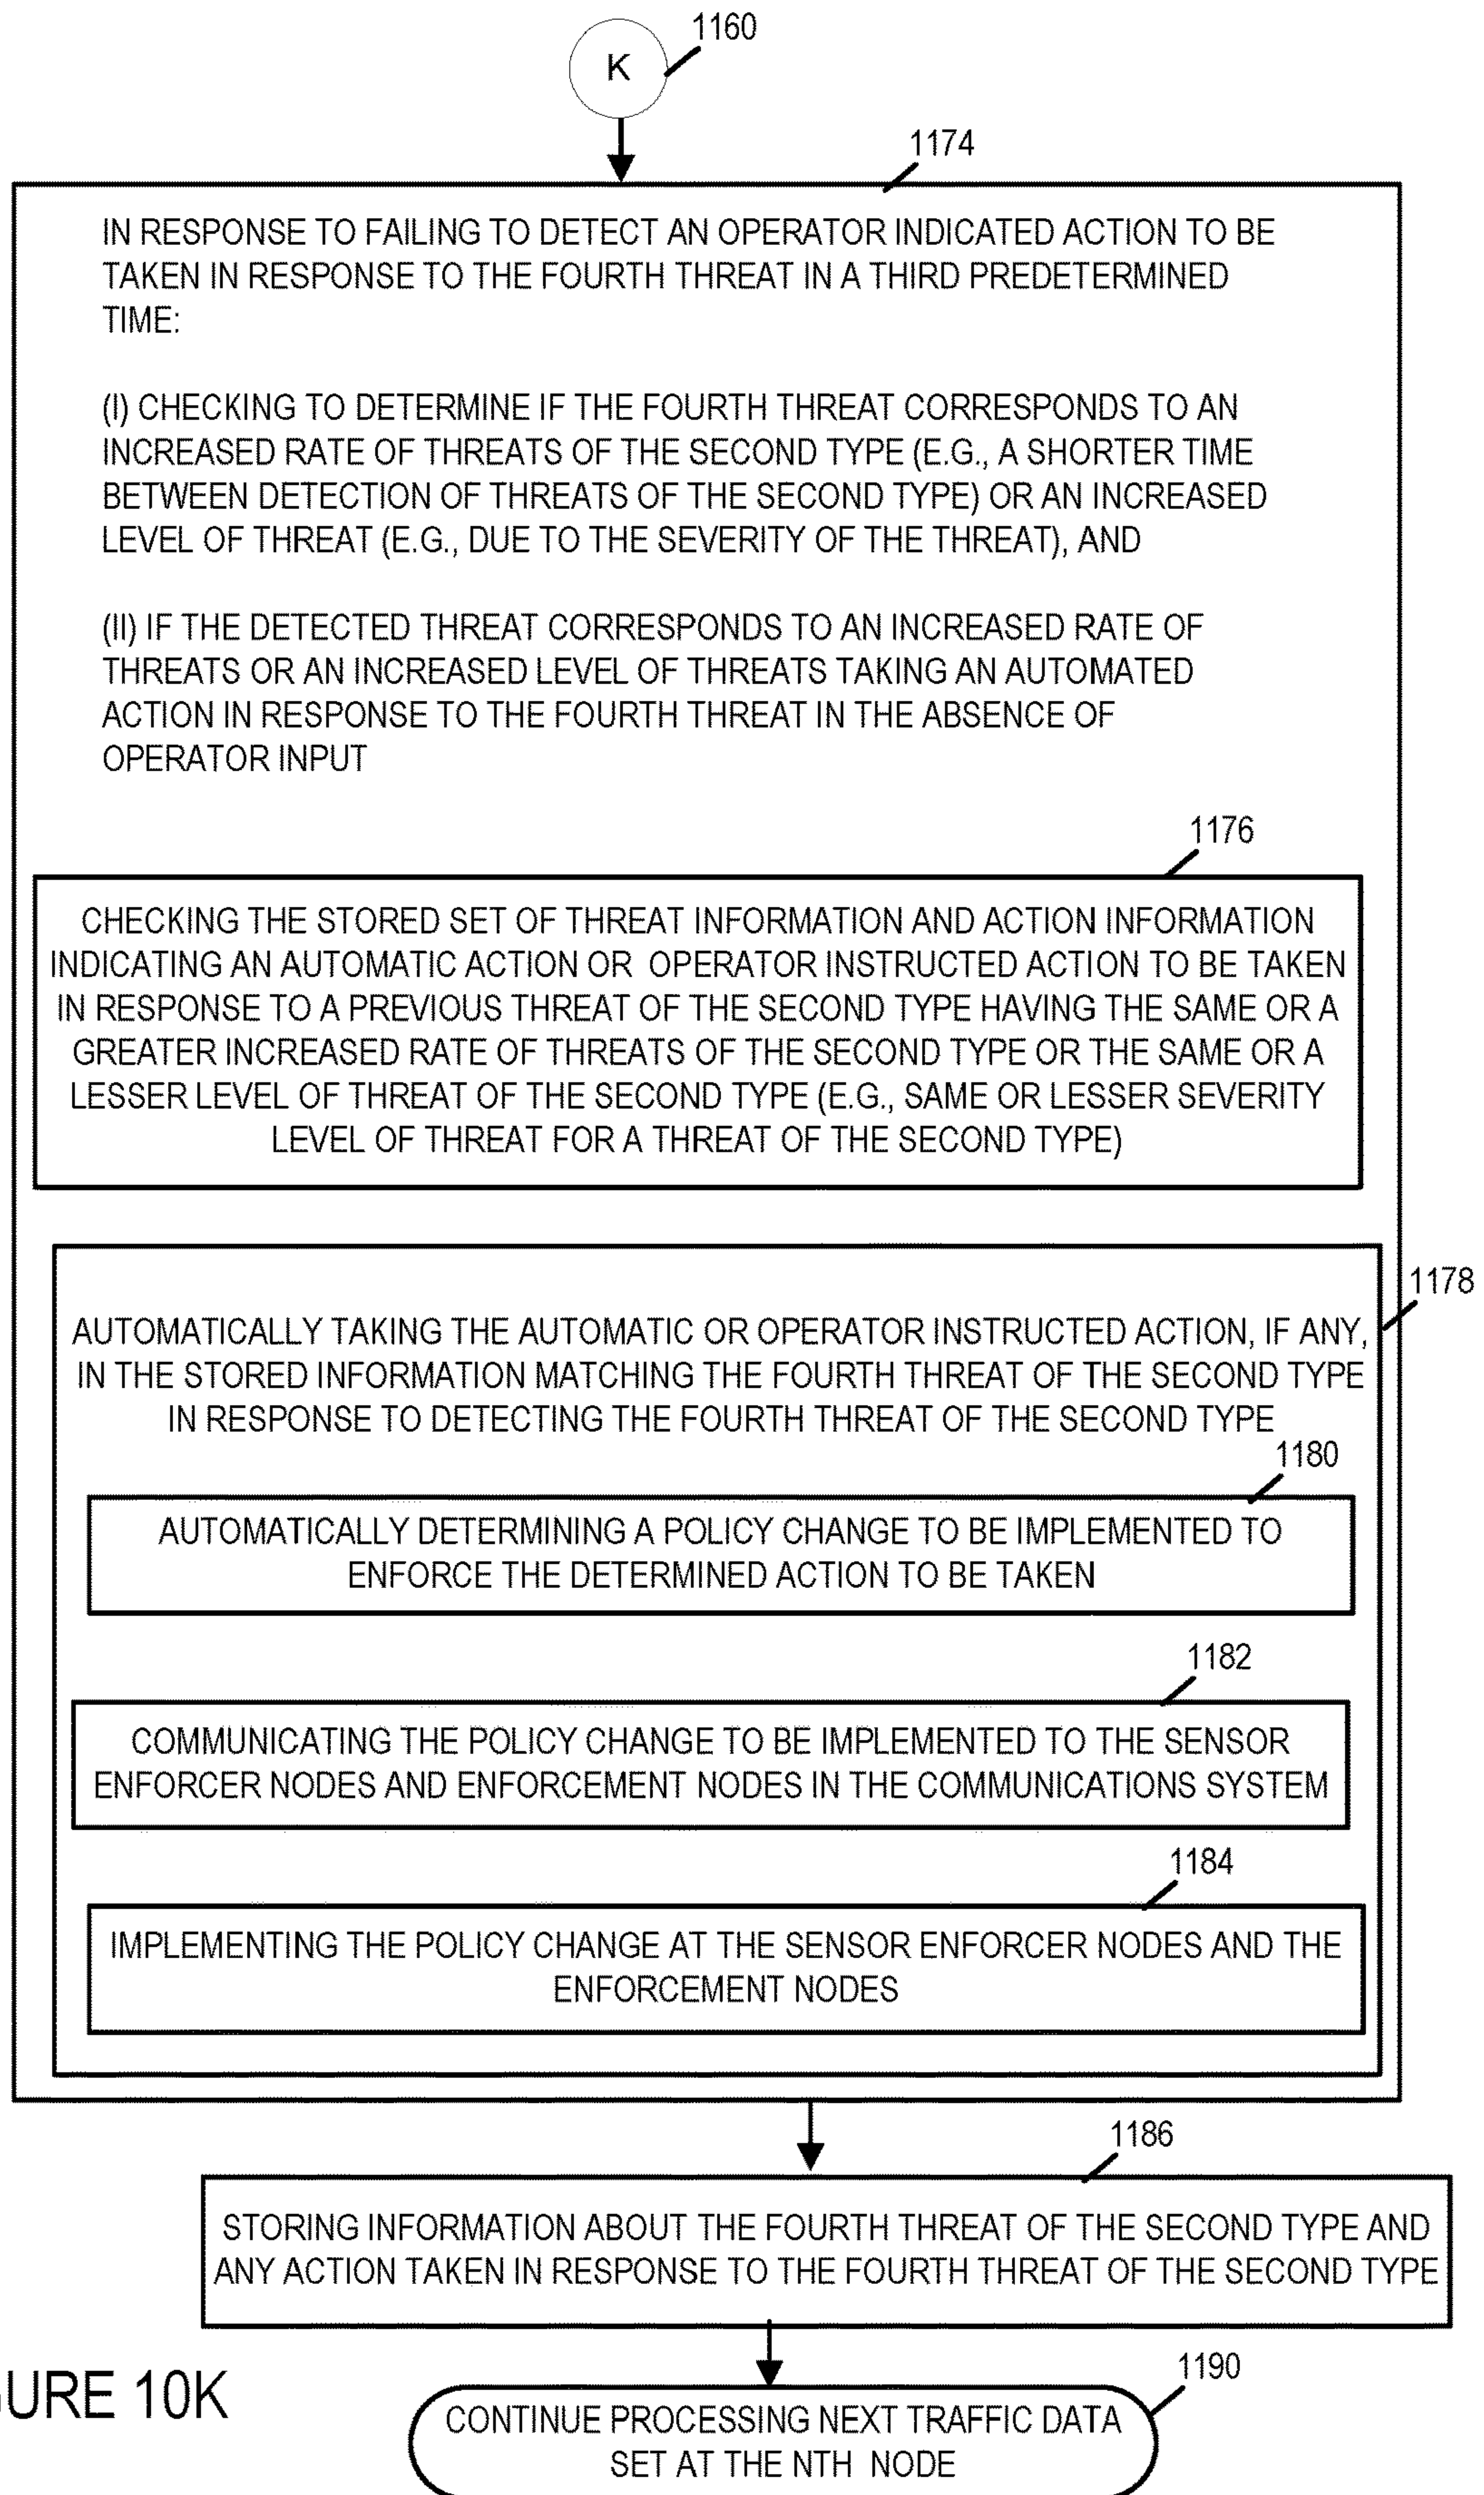 1160
K
1174
IN RESPONSE TO FAILING TO DETECT AN OPERATOR INDICATED ACTION TO BE
TAKEN IN RESPONSE TO THE FOURTH THREAT IN A THIRD PREDETERMINED
TIME:
(I) CHECKING TO DETERMINE IF THE FOURTH THREAT CORRESPONDS TO AN
INCREASED RATE OF THREATS OF THE SECOND TYPE (E.G., A SHORTER TIME
BETWEEN DETECTION OF THREATS OF THE SECOND TYPE) OR AN INCREASED
LEVEL OF THREAT (E.G., DUE TO THE SEVERITY OF THE THREAT), AND
(II) IF THE DETECTED THREAT CORRESPONDS TO AN INCREASED RATE OF
THREATS OR AN INCREASED LEVEL OF THREATS TAKING AN AUTOMATED
ACTION IN RESPONSE TO THE FOURTH THREAT IN THE ABSENCE OF
OPERATOR INPUT
1176
CHECKING THE STORED SET OF THREAT INFORMATION AND ACTION INFORMATION
INDICATING AN AUTOMATIC ACTION OR OPERATOR INSTRUCTED ACTION TO BE TAKEN
IN RESPONSE TO A PREVIOUS THREAT OF THE SECOND TYPE HAVING THE SAME OR A
GREATER INCREASED RATE OF THREATS OF THE SECOND TYPE OR THE SAME OR A
LESSER LEVEL OF THREAT OF THE SECOND TYPE (E.G., SAME OR LESSER SEVERITY
LEVEL OF THREAT FOR A THREAT OF THE SECOND TYPE)
1178
AUTOMATICALLY TAKING THE AUTOMATIC OR OPERATOR INSTRUCTED ACTION, IF ANY,
IN THE STORED INFORMATION MATCHING THE FOURTH THREAT OF THE SECOND TYPE
IN RESPONSE TO DETECTING THE FOURTH THREAT OF THE SECOND TYPE
1180
AUTOMATICALLY DETERMINING A POLICY CHANGE TO BE IMPLEMENTED TO
ENFORCE THE DETERMINED ACTION TO BE TAKEN
1182
COMMUNICATING THE POLICY CHANGE TO BE IMPLEMENTED TO THE SENSOR
ENFORCER NODES AND ENFORCEMENT NODES IN THE COMMUNICATIONS SYSTEM
1184
IMPLEMENTING THE POLICY CHANGE AT THE SENSOR ENFORCER NODES AND THE
ENFORCEMENT NODES
1186
STORING INFORMATION ABOUT THE FOURTH THREAT OF THE SECOND TYPE AND
ANY ACTION TAKEN IN RESPONSE TO THE FOURTH THREAT OF THE SECOND TYPE
1190
CONTINUE PROCESSING NEXT TRAFFIC DATA
SET AT THE NTH NODE
GURE 10K